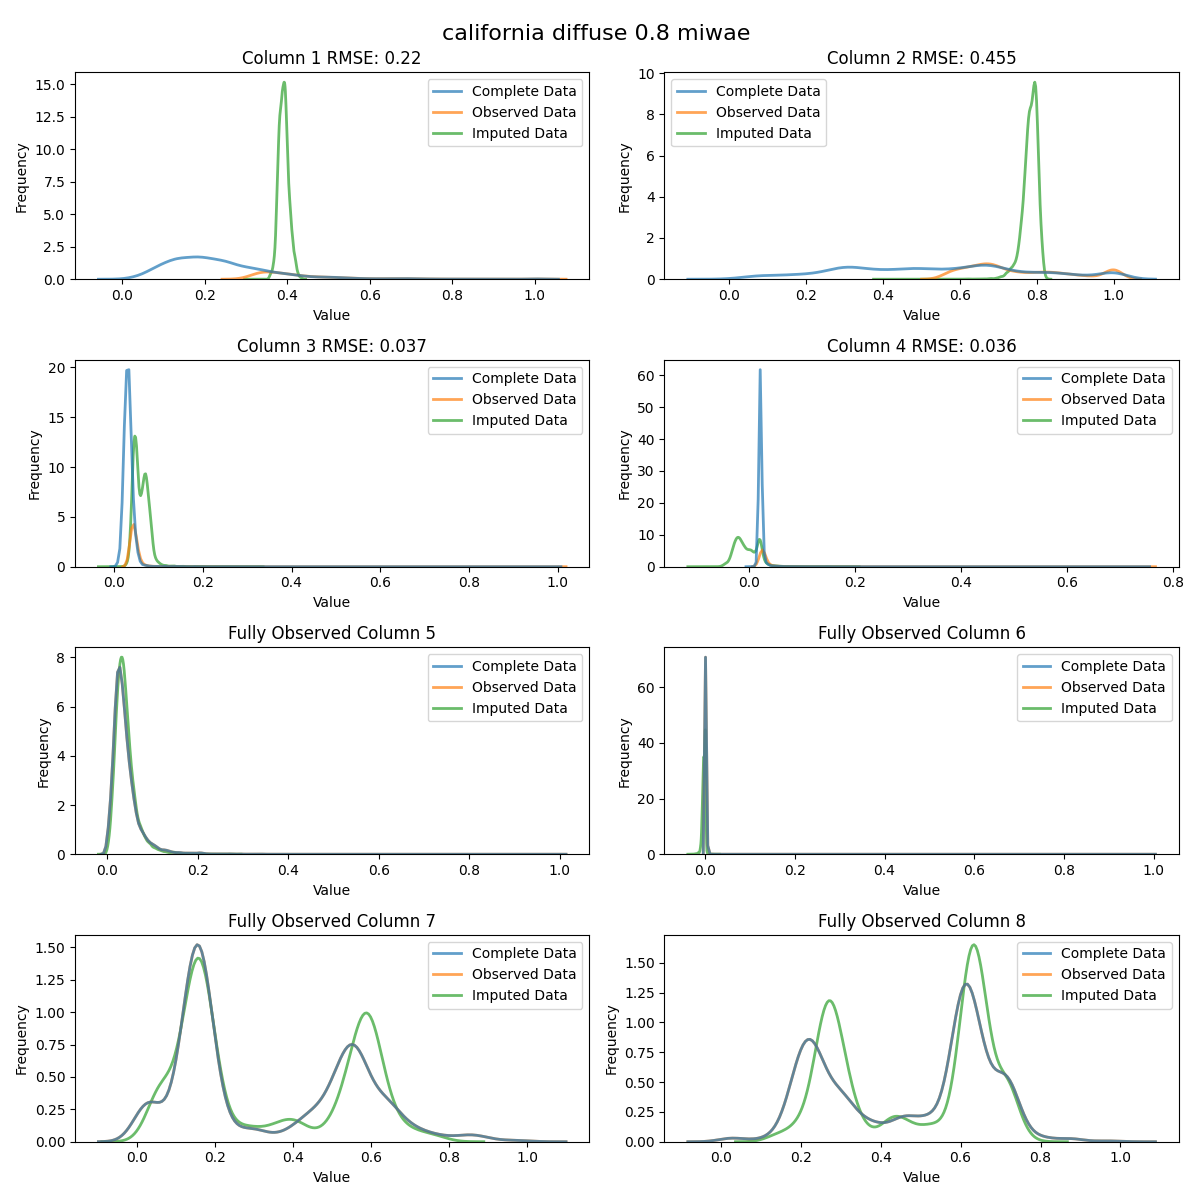 california diffuse 0.8 miwae
Column 1 RMSE: 0.22
Frequency
15.0
12.5
10.0
7.5
5.0
2.5
0.0
Complete Data
Observed Data
Imputed Data
0.0 0.2 0.4 0.6 0.8 1.0
Value
Column 2 RMSE: 0.455
Frequency
10
8
6
4
2
0
Complete Data
Observed Data
Imputed Data
0.0 0.2 0.4 0.6 0.8 1.0
Value
Column 3 RMSE: 0.037
Frequency
20
15
10
5
0
Complete Data
Observed Data
Imputed Data
0.0 0.2 0.4 0.6 0.8 1.0
Value
Column 4 RMSE: 0.036
Frequency
60
50
40
30
20
10
0
Complete Data
Observed Data
Imputed Data
0.0 0.2 0.4 0.6 0.8
Value
Fully Observed Column 5
Frequency
8
6
4
2
0
Complete Data
Observed Data
Imputed Data
0.0 0.2 0.4 0.6 0.8 1.0
Value
Fully Observed Column 6
Frequency
60
40
20
0
Complete Data
Observed Data
Imputed Data
0.0 0.2 0.4 0.6 0.8 1.0
Value
Fully Observed Column 7
Frequency
1.50
1.25
1.00
0.75
0.50
0.25
0.00
Complete Data
Observed Data
Imputed Data
0.0 0.2 0.4 0.6 0.8 1.0
Value
Fully Observed Column 8
Frequency
1.50
1.25
1.00
0.75
0.50
0.25
0.00
Complete Data
Observed Data
Imputed Data
0.0 0.2 0.4 0.6 0.8 1.0
Value